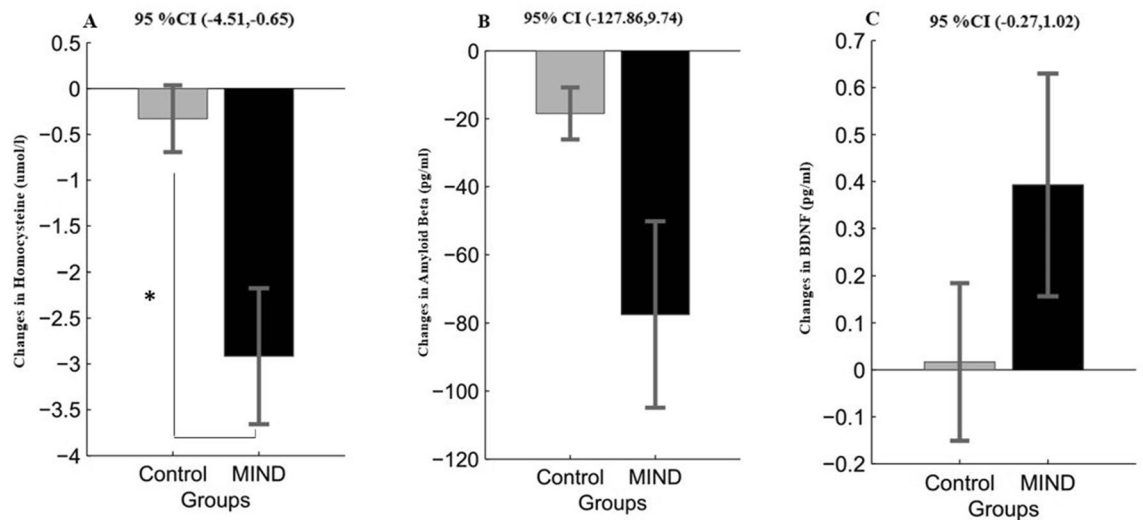 A
95 %CI (-4.51,-0.65)
Changes in Homocysteine (umol/l)
0.5
0
−0.5
−1
−1.5
−2
−2.5
−3
−3.5
−4
*
Control
MIND
Groups
B
95% CI (-127.86,9.74)
Changes in Amyloid Beta (pg/ml)
0
−20
−40
−60
−80
−100
−120
Control
MIND
Groups
C
95 %CI (-0.27,1.02)
Changes in BDNF (pg/ml)
0.7
0.6
0.5
0.4
0.3
0.2
0.1
0
−0.1
−0.2
Control
MIND
Groups